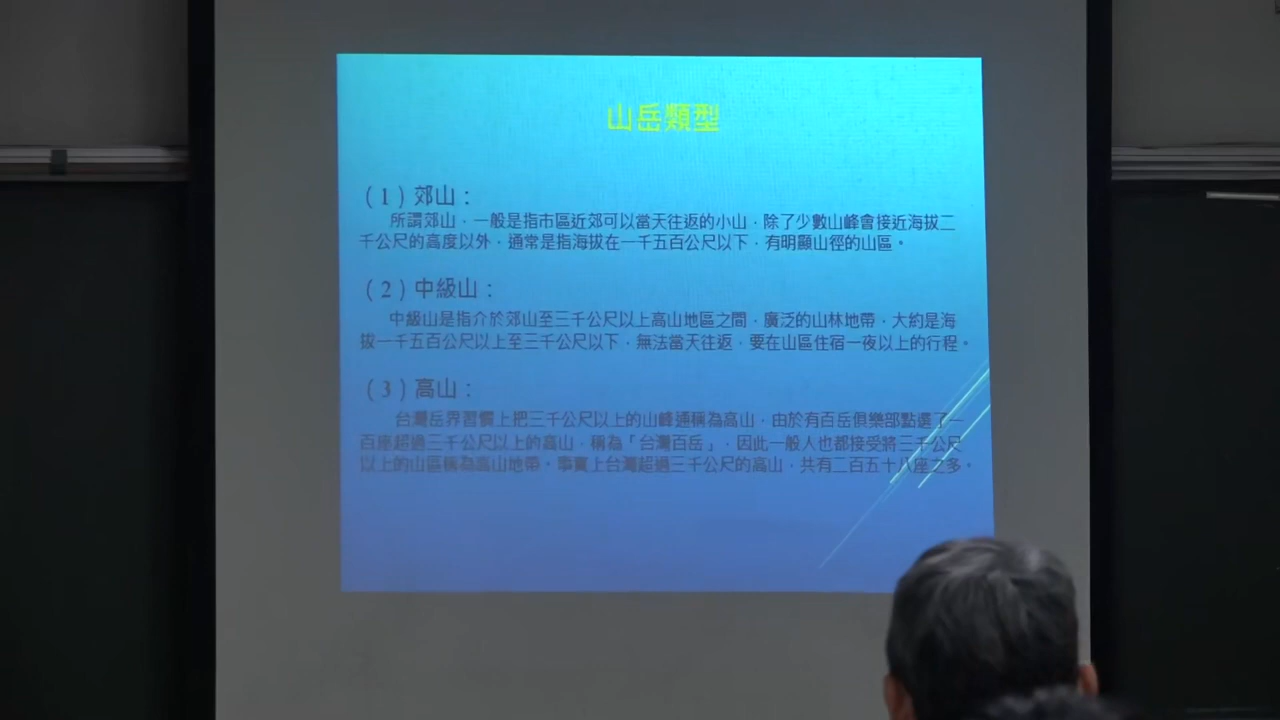 山岳類型
(1)郊山：
所謂郊山，一般是指市區近郊可以當天往返的小山，除了少數山峰會接近海拔二
千公尺的高度以外，通常是指海拔在一千五百公尺以下，有明顯山徑的山區。
(2)中級山：
中級山是指介於郊山至三千公尺以上高山地區之間，廣泛的山林地帶，大約是海
拔一千五百公尺以上至三千公尺以下，無法當天往返，要在山區住宿一夜以上的行程。
(3)高山：
台灣岳界習慣上把三千公尺以上的山峰通稱為高山，由於有百岳俱樂部點選了一
百座超過三千公尺以上的高山，稱為「台灣百岳」，因此一般人也都接受將三千公尺
以上的山區稱為高山地帶。事實上台灣超過三千公尺的高山，共有二百五十八座之多。